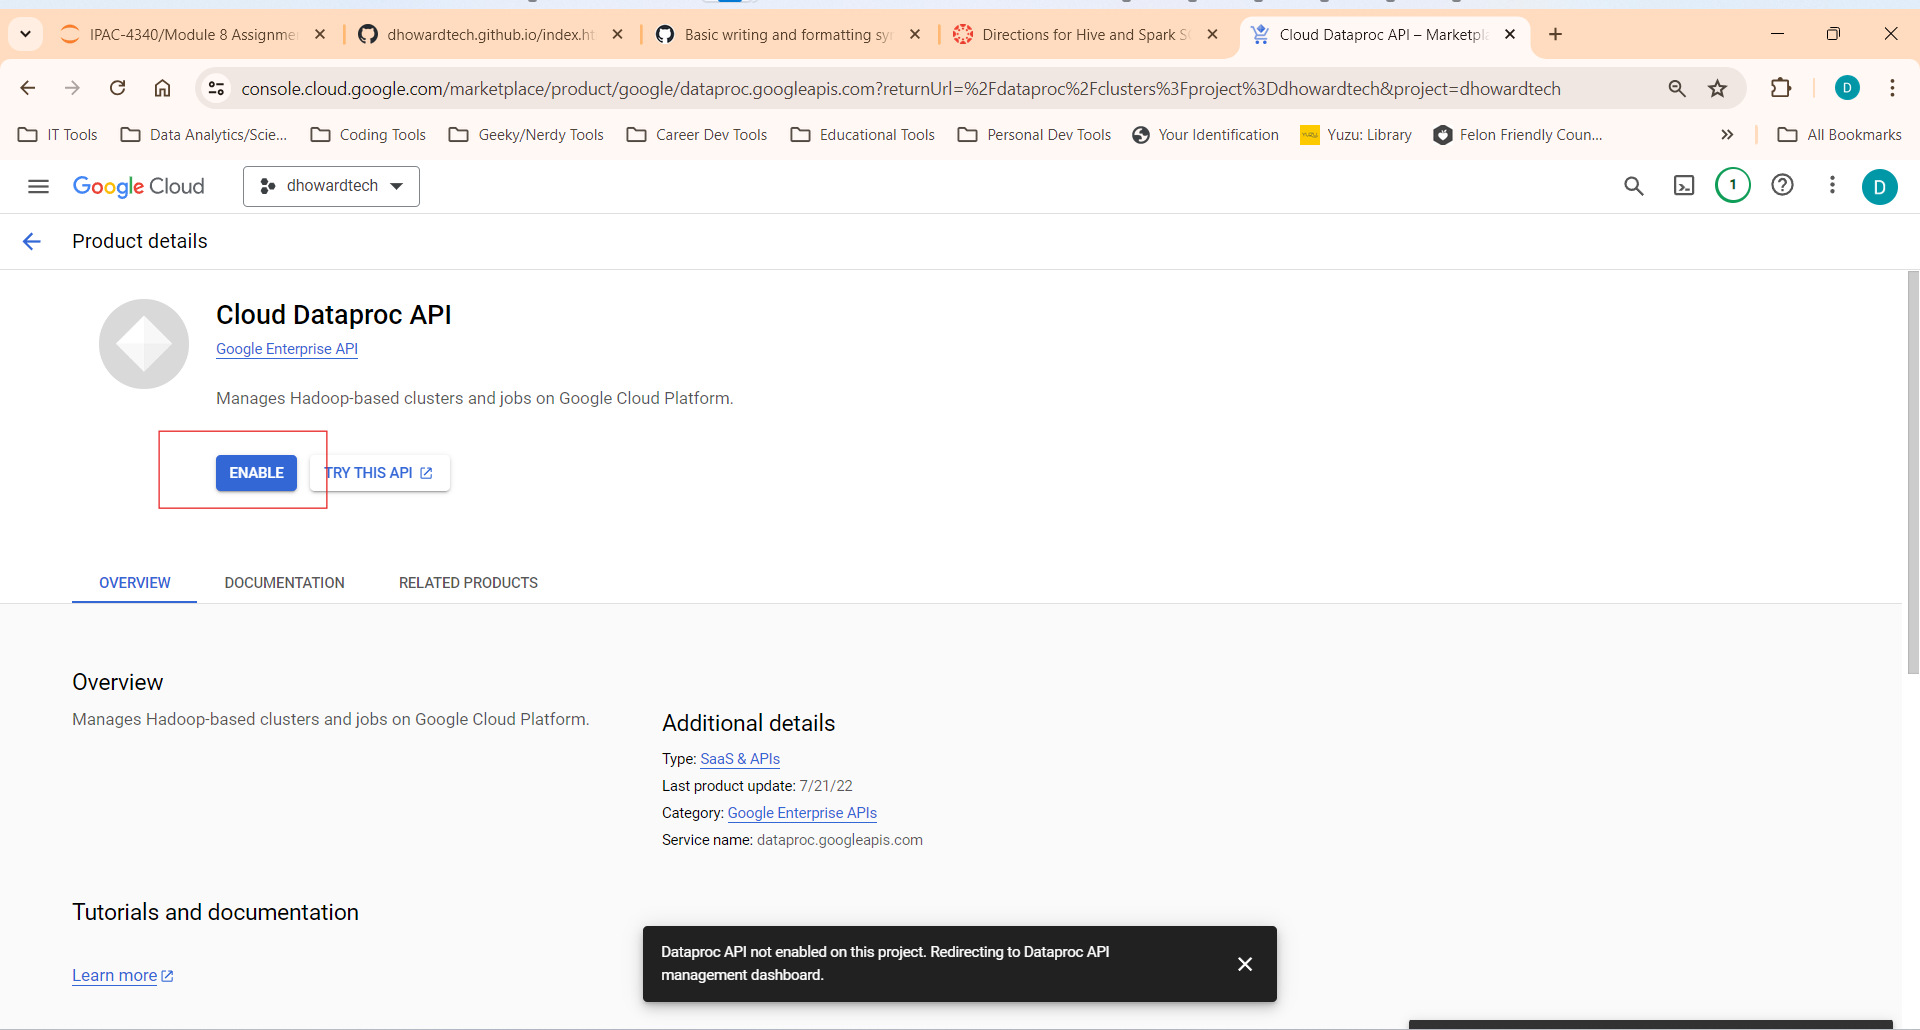 IPAC-4340/Module 8 Assignme
dhowardtech.github.io/index.ht
Basic writing and formatting sy
Directions for Hive and Spark S
Cloud Dataproc API – Marketpla
console.cloud.google.com/marketplace/product/google/dataproc.googleapis.com?returnUrl=%2Fdataproc%2Fclusters%3Fproject%3Ddhowardtech&project=dhowardtech
D
IT Tools
Data Analytics/Scie...
Coding Tools
Geeky/Nerdy Tools
Career Dev Tools
Educational Tools
Personal Dev Tools
Your Identification
Yuzu: Library
Felon Friendly Coun...
»
All Bookmarks
Google Cloud
dhowardtech
1
D
Product details
Cloud Dataproc API
Google Enterprise API
Manages Hadoop-based clusters and jobs on Google Cloud Platform.
ENABLE
TRY THIS API
OVERVIEW
DOCUMENTATION
RELATED PRODUCTS
Overview
Manages Hadoop-based clusters and jobs on Google Cloud Platform.
Additional details
Type: SaaS & APIs
Last product update: 7/21/22
Category: Google Enterprise APIs
Service name: dataproc.googleapis.com
Tutorials and documentation
Learn more
Dataproc API not enabled on this project. Redirecting to Dataproc API
management dashboard.